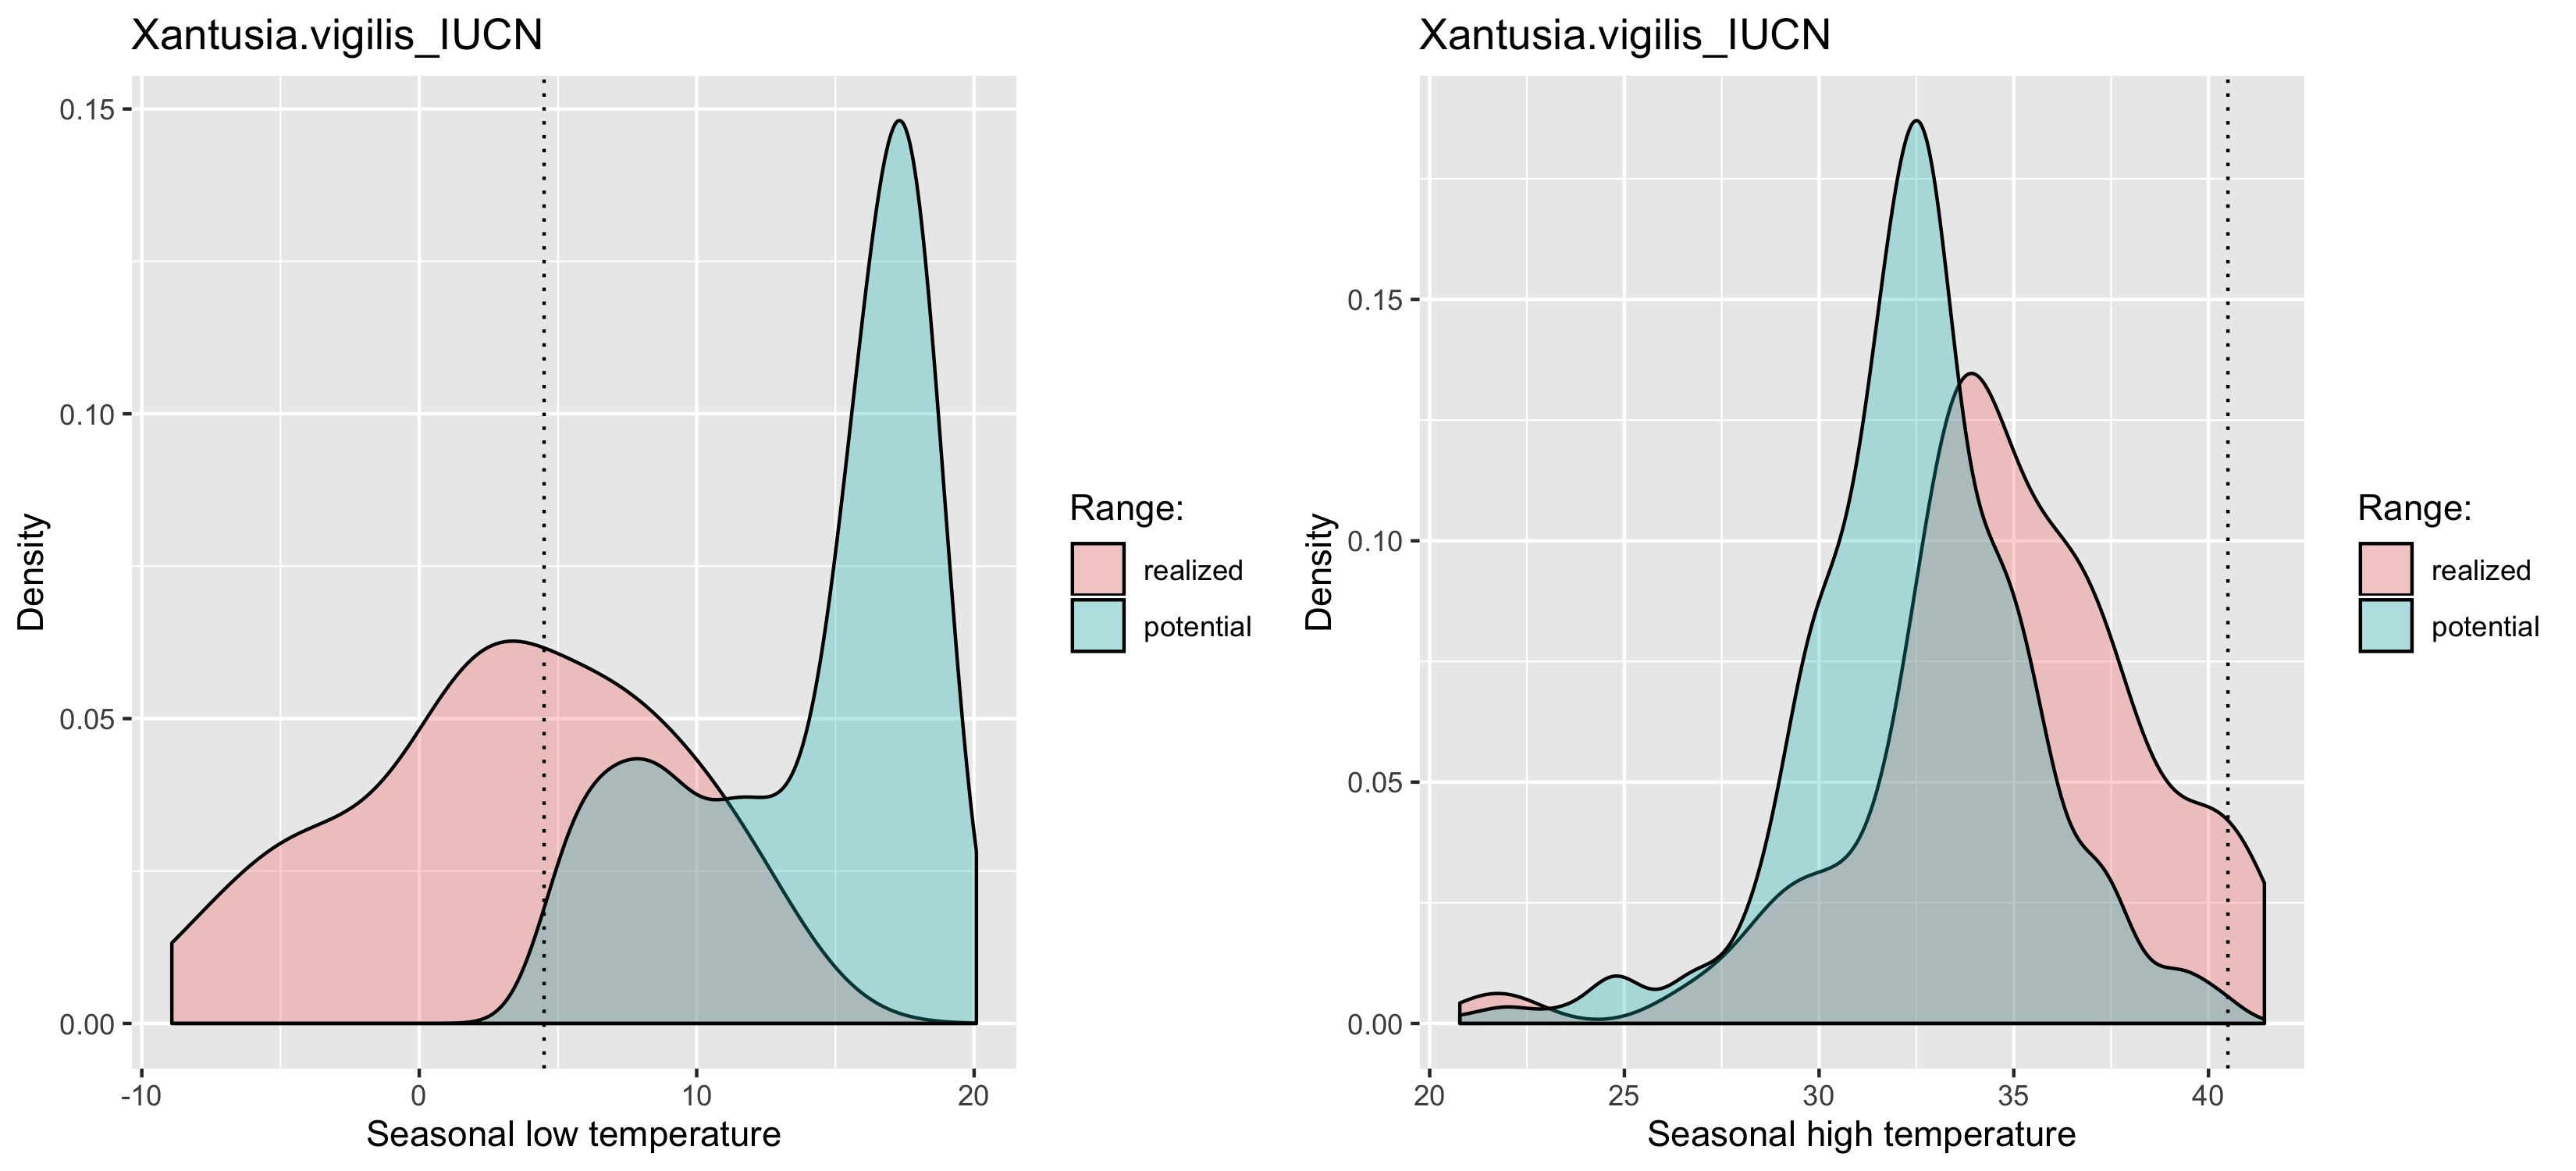 Xantusia.vigilis_IUCN
0.15
0.10
0.05
0.00
Density
-10 0 10 20
Seasonal low temperature
Range:
realized
potential
Xantusia.vigilis_IUCN
0.15
0.10
0.05
0.00
Density
20 25 30 35 40
Seasonal high temperature
Range:
realized
potential